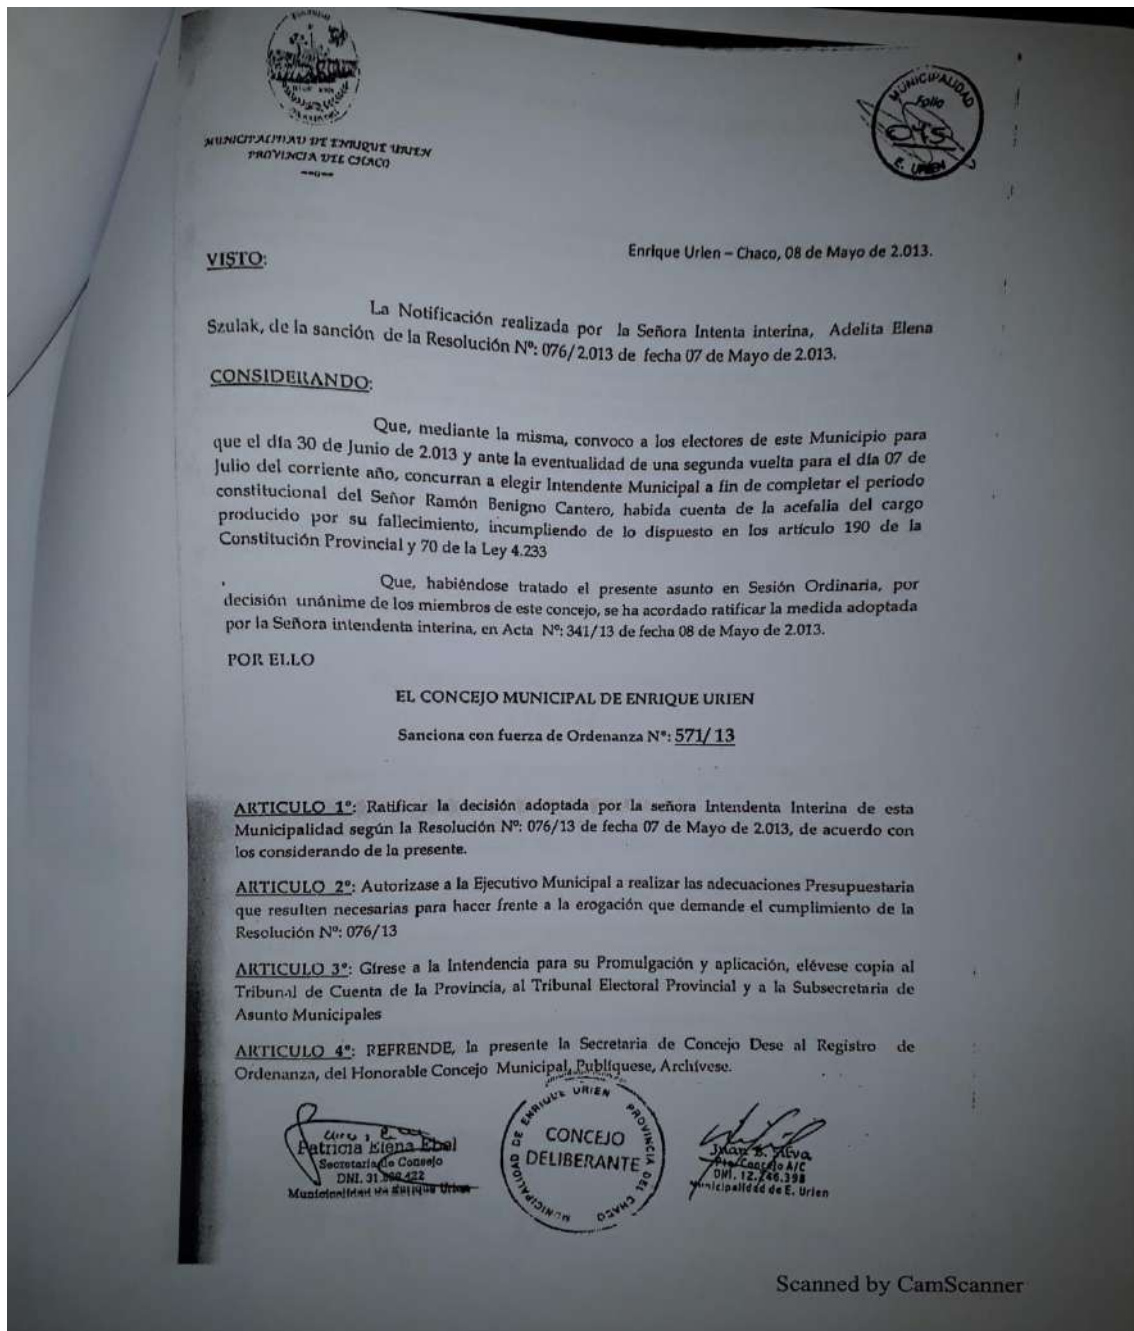 MUNICIPALIDAD DE ENRIQUE URIEN
PROVINCIA DEL CHACO
MUNICIPALIDAD
Folio
045
E. URIEN
Enrique Urien – Chaco, 08 de Mayo de 2.013.
VISTO:
La Notificación realizada por la Señora Intenta interina, Adelita Elena
Szulak, de la sanción de la Resolución Nº: 076/2.013 de fecha 07 de Mayo de 2.013.
CONSIDERANDO:
Que, mediante la misma, convoco a los electores de este Municipio para
que el día 30 de Junio de 2.013 y ante la eventualidad de una segunda vuelta para el día 07 de
Julio del corriente año, concurran a elegir Intendente Municipal a fin de completar el periodo
constitucional del Señor Ramón Benigno Cantero, habida cuenta de la acefalia del cargo
producido por su fallecimiento, incumpliendo de lo dispuesto en los artículo 190 de la
Constitución Provincial y 70 de la Ley 4.233
Que, habiéndose tratado el presente asunto en Sesión Ordinaria, por
decisión unánime de los miembros de este concejo, se ha acordado ratificar la medida adoptada
por la Señora intendenta interina, en Acta Nº: 341/13 de fecha 08 de Mayo de 2.013.
POR ELLO
EL CONCEJO MUNICIPAL DE ENRIQUE URIEN
Sanciona con fuerza de Ordenanza Nº: 571/13
ARTICULO 1º: Ratificar la decisión adoptada por la señora Intendenta Interina de esta
Municipalidad según la Resolución Nº: 076/13 de fecha 07 de Mayo de 2.013, de acuerdo con
los considerando de la presente.
ARTICULO 2º: Autorizase a la Ejecutivo Municipal a realizar las adecuaciones Presupuestaria
que resulten necesarias para hacer frente a la erogación que demande el cumplimiento de la
Resolución Nº: 076/13
ARTICULO 3º: Gírese a la Intendencia para su Promulgación y aplicación, elévese copia al
Tribunal de Cuenta de la Provincia, al Tribunal Electoral Provincial y a la Subsecretaria de
Asunto Municipales
ARTICULO 4º: REFRENDE, la presente la Secretaria de Concejo Dese al Registro de
Ordenanza, del Honorable Concejo Municipal, Publíquese, Archívese.
Patricia Elena Ebel
Secretaria de Consejo
DNI. 31. 422
Municipalidad de Enrique Urien
MUNICIPALIDAD DE ENRIQUE URIEN PROVINCIA DEL CHACO
CONCEJO
DELIBERANTE
Juan B. Silva
Pte. Concejo A/C
DNI. 12.246.398
Municipalidad de E. Urien
Scanned by CamScanner